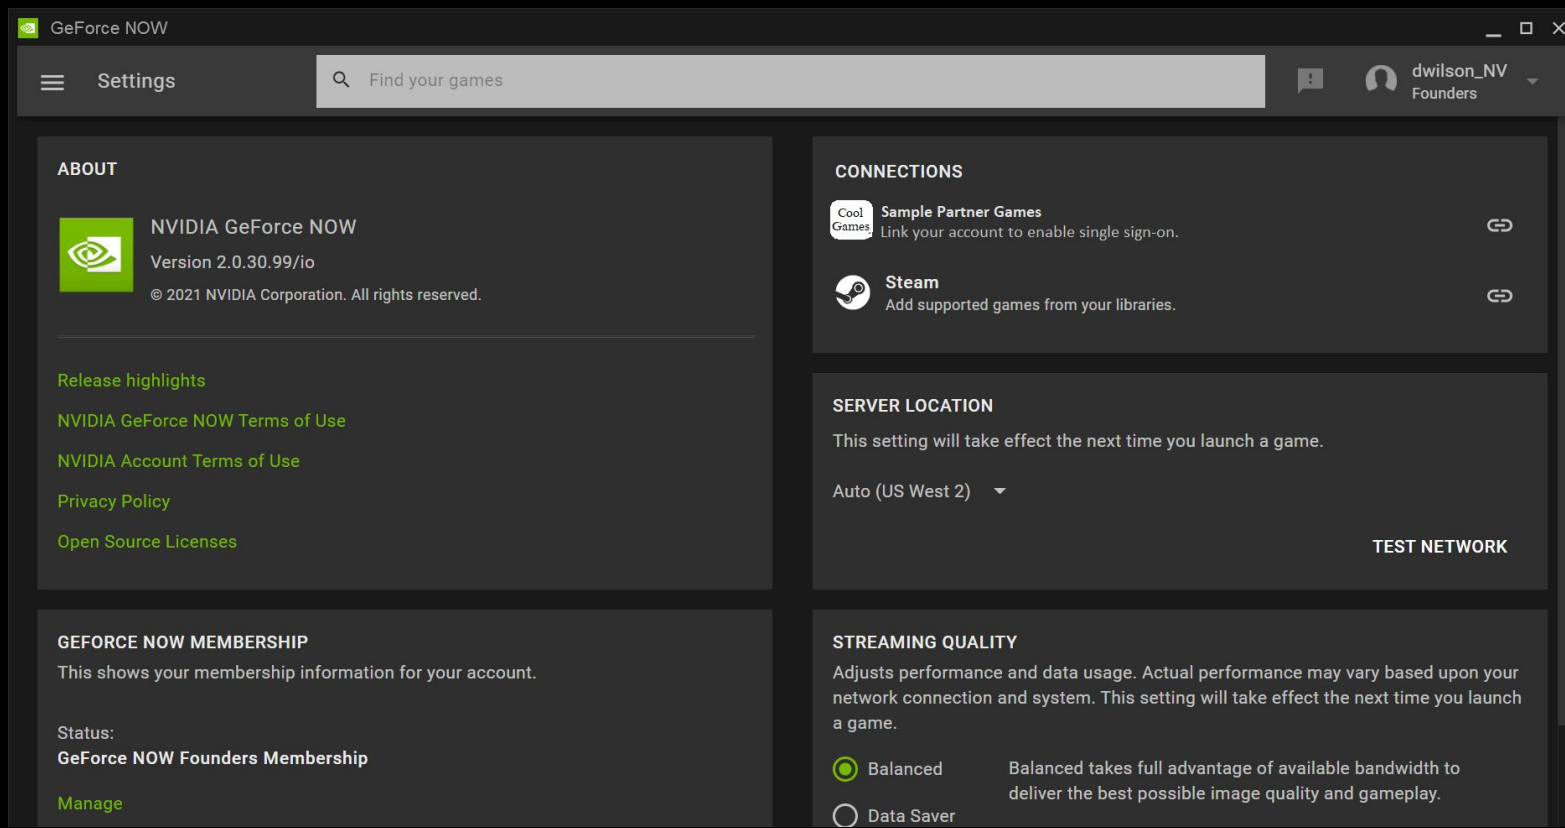 GeForce NOW
Settings
Find your games
dwilson_NV
Founders
ABOUT
NVIDIA GeForce NOW
Version 2.0.30.99/io
© 2021 NVIDIA Corporation. All rights reserved.
Release highlights
NVIDIA GeForce NOW Terms of Use
NVIDIA Account Terms of Use
Privacy Policy
Open Source Licenses
GEFORCE NOW MEMBERSHIP
This shows your membership information for your account.
Status:
GeForce NOW Founders Membership
Manage
CONNECTIONS
Cool
Games
Sample Partner Games
Link your account to enable single sign-on.
Steam
Add supported games from your libraries.
SERVER LOCATION
This setting will take effect the next time you launch a game.
Auto (US West 2)
TEST NETWORK
STREAMING QUALITY
Adjusts performance and data usage. Actual performance may vary based upon your
network connection and system. This setting will take effect the next time you launch
a game.
Balanced
Balanced takes full advantage of available bandwidth to
deliver the best possible image quality and gameplay.
Data Saver